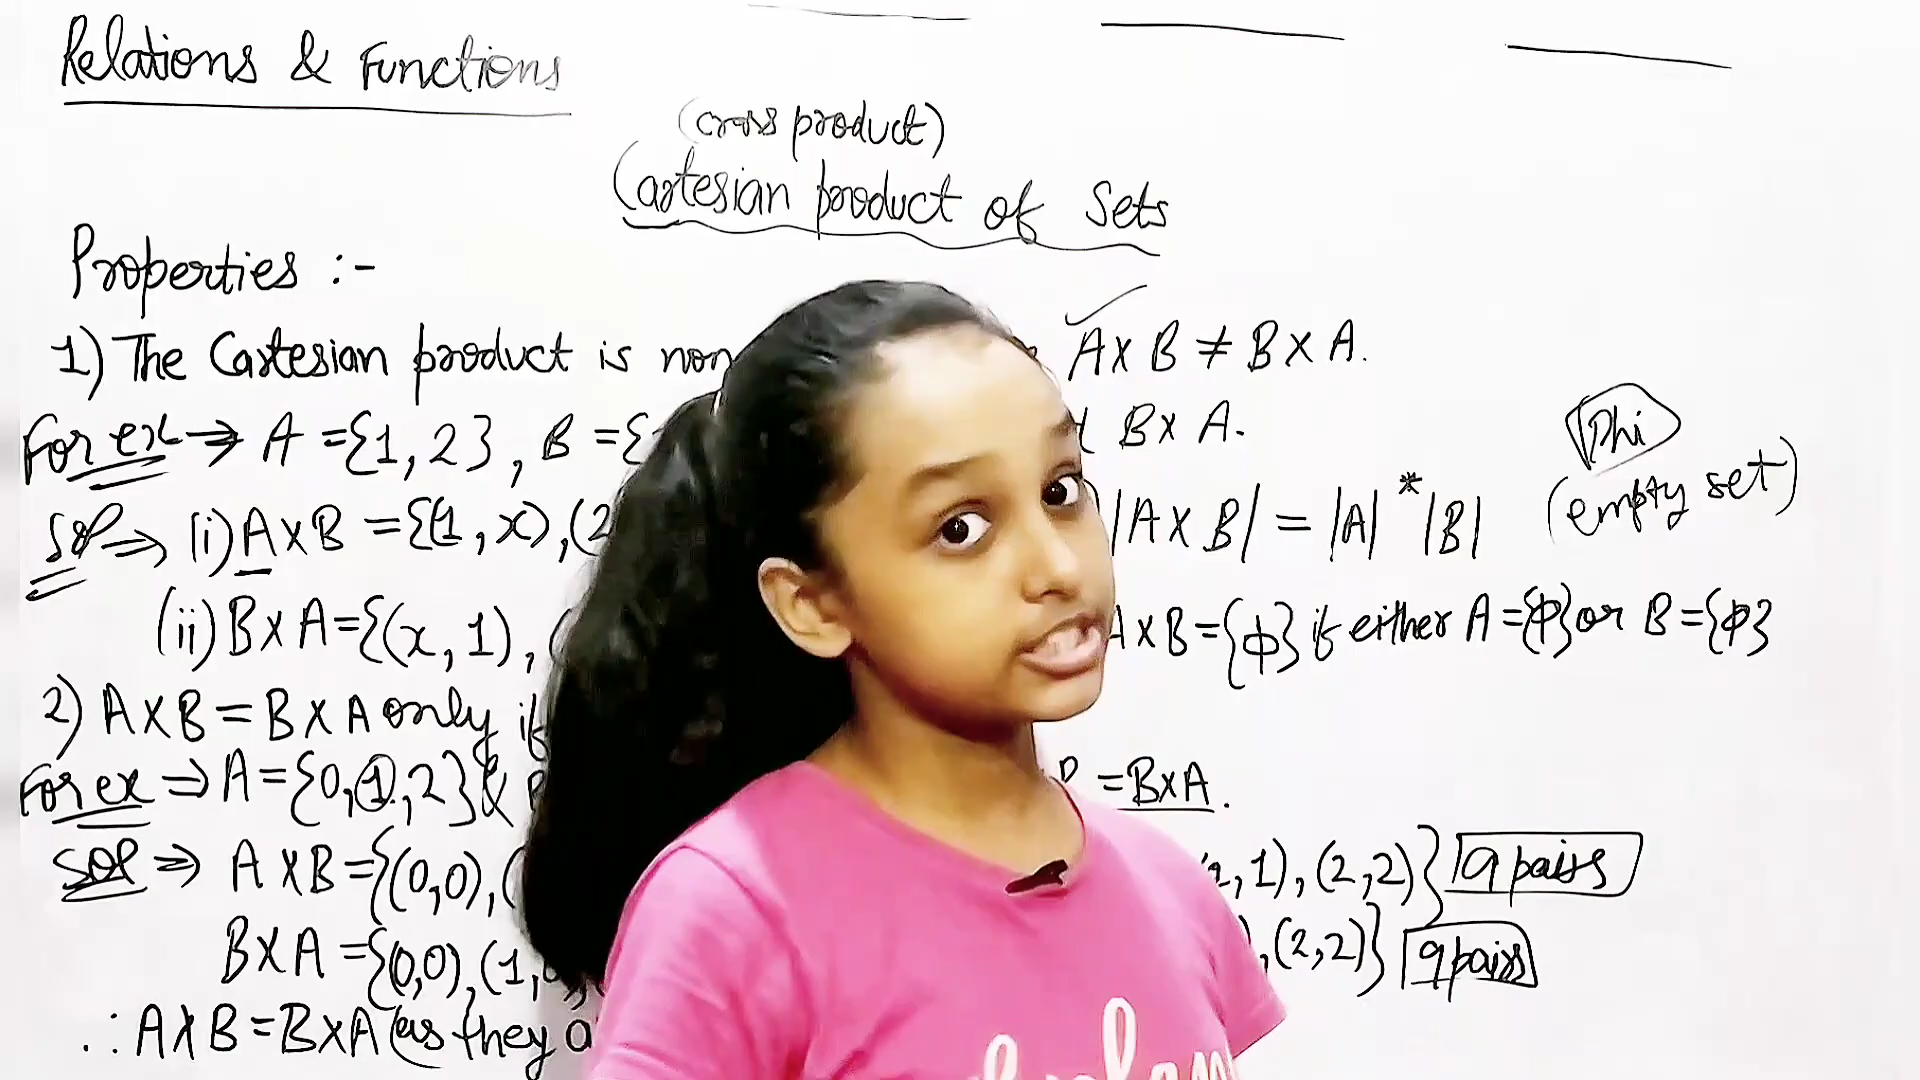 Relations & Functions
(cross product)
Cartesian product of Sets
Properties :-
1) The Cartesian product is non A X B ≠ B X A.
For ex ⇒ A = {1, 2}, B = { B X A.
Phi
(empty set)
Sol ⇒ (i) A X B = {(1, x), (2
|A X B| = |A| * |B|
(ii) B X A = {(x, 1), (
A X B = {ϕ} if either A = {ϕ} or B = {ϕ}
2) A X B = B X A only if
For ex ⇒ A = {0, 1, 2} & B = B X A.
Sol ⇒ A X B = {(0,0), ( , 1), (2,2)} 9 pairs
B X A = {(0,0), (1, ), (2,2)} 9 pairs
∴ A X B = B X A (as they